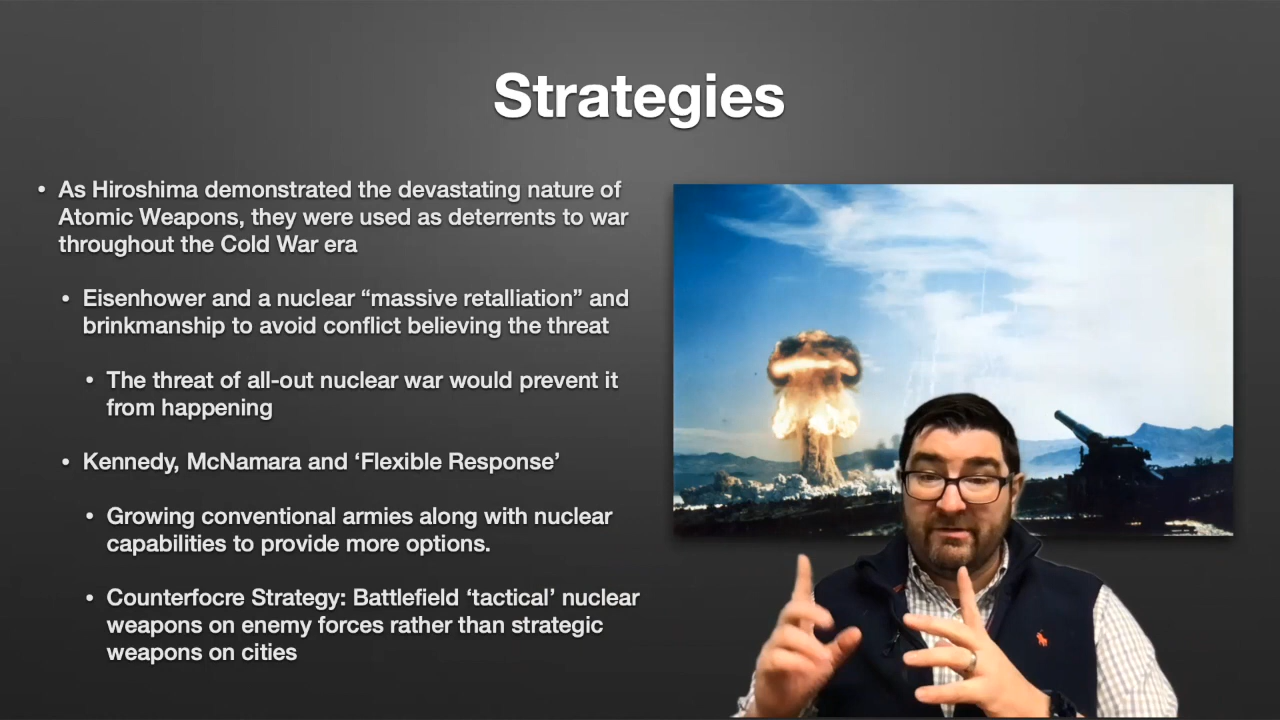 Strategies
• As Hiroshima demonstrated the devastating nature of
Atomic Weapons, they were used as deterrents to war
throughout the Cold War era
• Eisenhower and a nuclear “massive retalliation” and
brinkmanship to avoid conflict believing the threat
• The threat of all-out nuclear war would prevent it
from happening
• Kennedy, McNamara and ‘Flexible Response’
• Growing conventional armies along with nuclear
capabilities to provide more options.
• Counterfocre Strategy: Battlefield ‘tactical’ nuclear
weapons on enemy forces rather than strategic
weapons on cities